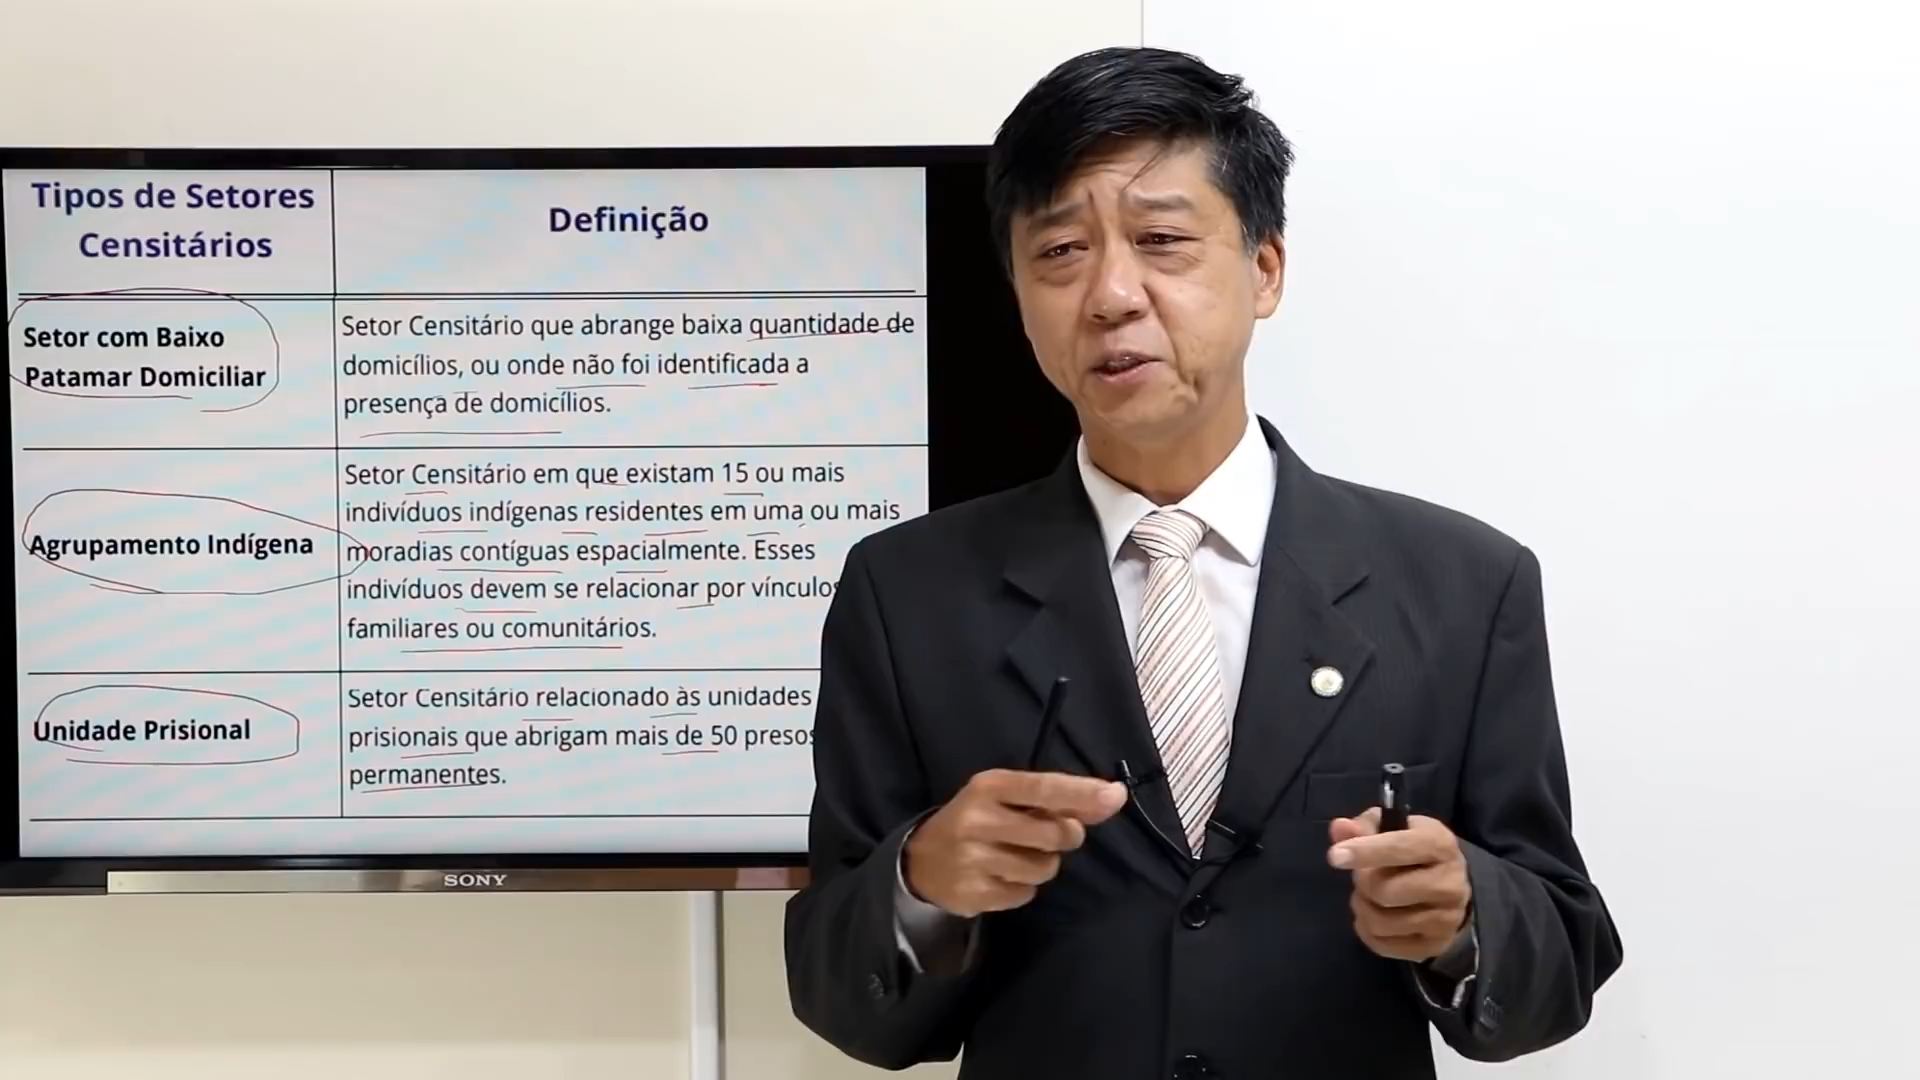 Tipos de Setores
Censitários
Definição
Setor com Baixo
Patamar Domiciliar
Setor Censitário que abrange baixa quantidade de
domicílios, ou onde não foi identificada a
presença de domicílios.
Agrupamento Indígena
Setor Censitário em que existam 15 ou mais
indivíduos indígenas residentes em uma ou mais
moradias contíguas espacialmente. Esses
indivíduos devem se relacionar por vínculos
familiares ou comunitários.
Unidade Prisional
Setor Censitário relacionado às unidades
prisionais que abrigam mais de 50 presos
permanentes.
SONY